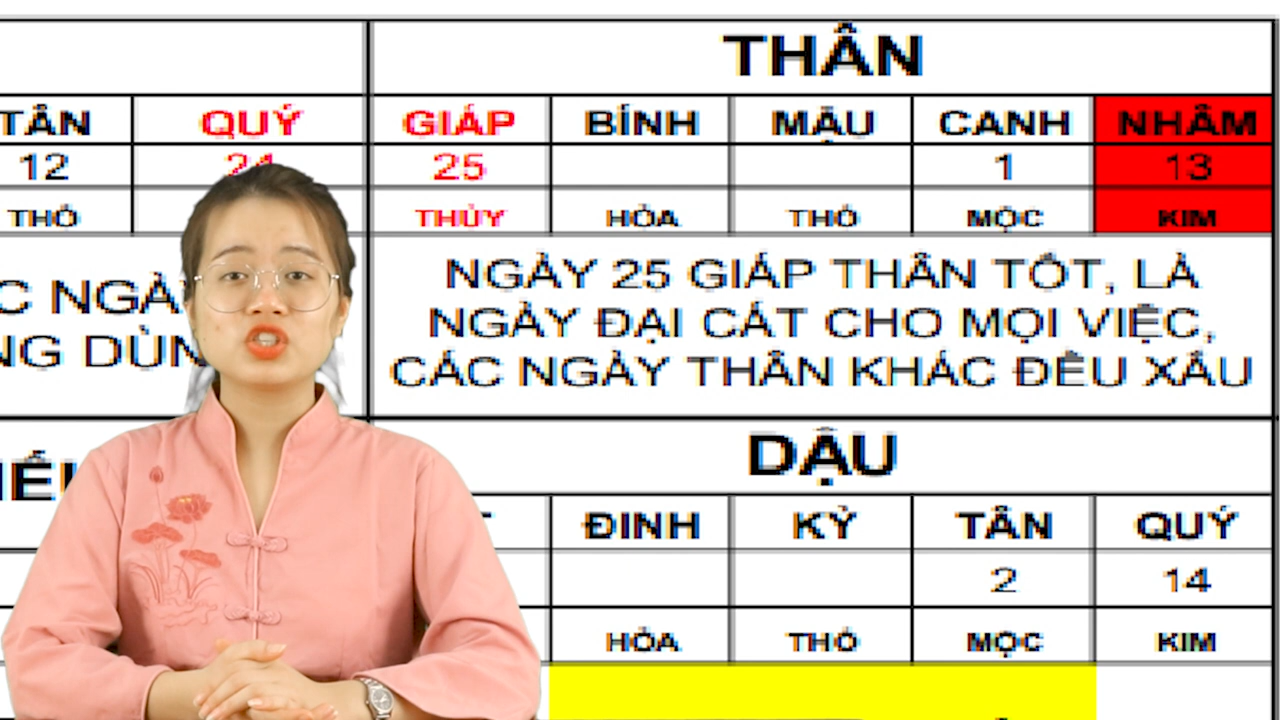 THÂN
TÂN QUÝ GIÁP BÍNH MẬU CANH NHÂM
12 24 25 1 13
THỔ THỦY HỎA THỔ MỘC KIM
NGÀY 25 GIÁP THÂN TỐT, LÀ
NGÀY ĐẠI CÁT CHO MỌI VIỆC,
CÁC NGÀY THÂN KHÁC ĐỀU XẤU
DẬU
ĐINH KỶ TÂN QUÝ
2 14
HỎA THỔ MỘC KIM